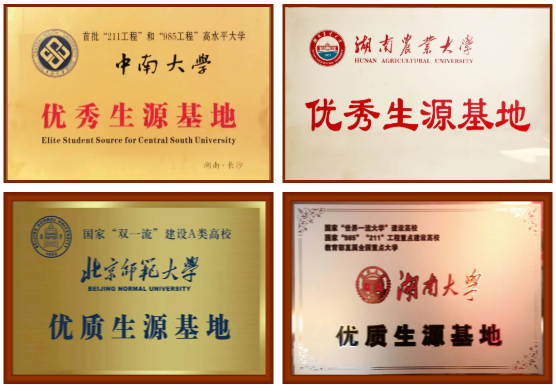 首批“211工程”和“985工程”高水平大学
中南大学
优秀生源基地
Elite Student Source for Central South University
湖南·长沙
湖南农业大学
HUNAN AGRICULTURAL UNIVERSITY
优秀生源基地
国家“双一流”建设A类高校
北京师范大学
BEIJING NORMAL UNIVERSITY
优质生源基地
国家“世界一流大学”建设高校
国家“985”“211”工程重点建设高校
教育部直属全国重点大学
湖南大学
优质生源基地